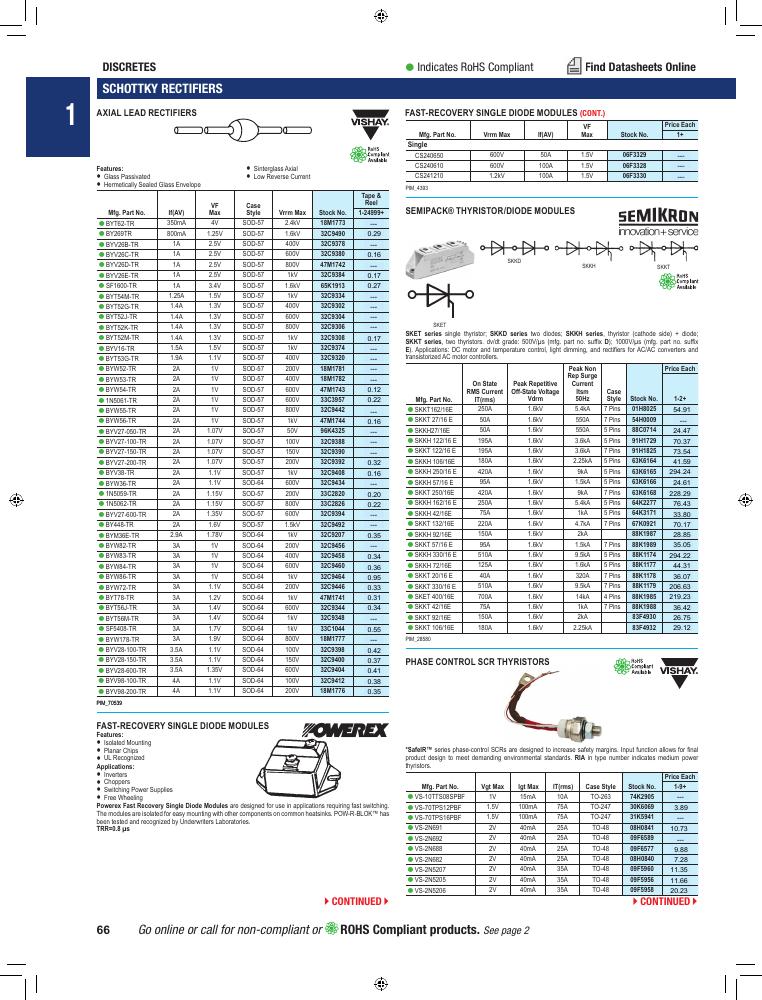 DISCRETES
Indicates RoHS Compliant
Find Datasheets Online
SCHOTTKY RECTIFIERS
1
AXIAL LEAD RECTIFIERS
VISHAY.
RoHS
Compliant
Available
Features:
• Glass Passivated
• Hermetically Sealed Glass Envelope
• Sinterglass Axial
• Low Reverse Current
Mfg. Part No. If(AV) VF Max Case Style Vrrm Max Stock No. Tape & Reel 1-24999+
BYT62-TR 350mA 4V SOD-57 2.4kV 18M1773 ---
BY269TR 800mA 1.25V SOD-57 1.6kV 32C9490 0.29
BYV26B-TR 1A 2.5V SOD-57 400V 32C9378 ---
BYV26C-TR 1A 2.5V SOD-57 600V 32C9380 0.16
BYV26D-TR 1A 2.5V SOD-57 800V 47M1742 ---
BYV26E-TR 1A 2.5V SOD-57 1kV 32C9384 0.17
SF1600-TR 1A 3.4V SOD-57 1.6kV 65K1913 0.27
BYT54M-TR 1.25A 1.5V SOD-57 1kV 32C9334 ---
BYT52G-TR 1.4A 1.3V SOD-57 400V 32C9302 ---
BYT52J-TR 1.4A 1.3V SOD-57 600V 32C9304 ---
BYT52K-TR 1.4A 1.3V SOD-57 800V 32C9306 ---
BYT52M-TR 1.4A 1.3V SOD-57 1kV 32C9308 0.17
BYV16-TR 1.5A 1.5V SOD-57 1kV 32C9374 ---
BYT53G-TR 1.9A 1.1V SOD-57 400V 32C9320 ---
BYW52-TR 2A 1V SOD-57 200V 18M1781 ---
BYW53-TR 2A 1V SOD-57 400V 18M1782 ---
BYW54-TR 2A 1V SOD-57 600V 47M1743 0.12
1N5061-TR 2A 1V SOD-57 600V 33C3957 0.22
BYW55-TR 2A 1V SOD-57 800V 32C9442 ---
BYW56-TR 2A 1V SOD-57 1kV 47M1744 0.16
BYV27-050-TR 2A 1.07V SOD-57 50V 96K4325 ---
BYV27-100-TR 2A 1.07V SOD-57 100V 32C9388 ---
BYV27-150-TR 2A 1.07V SOD-57 150V 32C9390 ---
BYV27-200-TR 2A 1.07V SOD-57 200V 32C9392 0.32
BYV38-TR 2A 1.1V SOD-57 1kV 32C9408 0.16
BYW36-TR 2A 1.1V SOD-64 600V 32C9434 ---
1N5059-TR 2A 1.15V SOD-57 200V 33C2820 0.20
1N5062-TR 2A 1.15V SOD-57 800V 33C2826 0.22
BYV27-600-TR 2A 1.35V SOD-57 600V 32C9394 ---
BY448-TR 2A 1.6V SOD-57 1.5kV 32C9492 ---
BYM36E-TR 2.9A 1.78V SOD-64 1kV 32C9207 0.35
BYW82-TR 3A 1V SOD-64 200V 32C9456 ---
BYW83-TR 3A 1V SOD-64 400V 32C9458 0.34
BYW84-TR 3A 1V SOD-64 600V 32C9460 0.36
BYW86-TR 3A 1V SOD-64 1kV 32C9464 0.95
BYW72-TR 3A 1.1V SOD-64 200V 32C9446 0.33
BYT78-TR 3A 1.2V SOD-64 1kV 47M1741 0.31
BYT56J-TR 3A 1.4V SOD-64 600V 32C9344 0.34
BYT56M-TR 3A 1.4V SOD-64 1kV 32C9348 ---
SF5408-TR 3A 1.7V SOD-64 1kV 33C1044 0.55
BYW178-TR 3A 1.9V SOD-64 800V 18M1777 ---
BYV28-100-TR 3.5A 1.1V SOD-64 100V 32C9398 0.42
BYV28-150-TR 3.5A 1.1V SOD-64 150V 32C9400 0.37
BYV28-600-TR 3.5A 1.35V SOD-64 600V 32C9404 0.41
BYV98-100-TR 4A 1.1V SOD-64 100V 32C9412 0.38
BYV98-200-TR 4A 1.1V SOD-64 200V 18M1776 0.35
PIM_70539
FAST-RECOVERY SINGLE DIODE MODULES
POWEREX
Features:
• Isolated Mounting
• Planar Chips
• UL Recognized
Applications:
• Inverters
• Choppers
• Switching Power Supplies
• Free Wheeling
Powerex Fast Recovery Single Diode Modules are designed for use in applications requiring fast switching.
The modules are isolated for easy mounting with other components on common heatsinks. POW-R-BLOK™ has
been tested and recognized by Underwriters Laboratories.
TRR=0.8 µs
CONTINUED
FAST-RECOVERY SINGLE DIODE MODULES (CONT.)
Mfg. Part No. Vrrm Max If(AV) VF Max Stock No. Price Each 1+
Single
CS240650 600V 50A 1.5V 06F3329 ---
CS240610 600V 100A 1.5V 06F3328 ---
CS241210 1.2kV 100A 1.5V 06F3330 ---
PIM_4393
SEMIPACK® THYRISTOR/DIODE MODULES
SEMIKRON
innovation+service
SKKD
SKKH
SKKT
SKET
RoHS
Compliant
Available
SKET series single thyristor; SKKD series two diodes; SKKH series, thyristor (cathode side) + diode;
SKKT series, two thyristors. dv/dt grade: 500V/µs (mfg. part no. suffix D); 1000V/µs (mfg. part no. suffix
E). Applications: DC motor and temperature control, light dimming, and rectifiers for AC/AC converters and
transistorized AC motor controllers.
Mfg. Part No. On State RMS Current IT(rms) Peak Repetitive Off-State Voltage Vdrm Peak Non Rep Surge Current Itsm 50Hz Case Style Stock No. Price Each 1-2+
SKKT162/16E 250A 1.6kV 5.4kA 7 Pins 01H8025 54.91
SKKT 27/16 E 50A 1.6kV 550A 7 Pins 54H0009 ---
SKKH27/16E 50A 1.6kV 550A 5 Pins 88C0714 24.47
SKKH 122/16 E 195A 1.6kV 3.6kA 5 Pins 91H1729 70.37
SKKT 122/16 E 195A 1.6kV 3.6kA 7 Pins 91H1825 73.54
SKKH 106/16E 180A 1.6kV 2.25kA 5 Pins 63K6164 41.59
SKKH 250/16 E 420A 1.6kV 9kA 5 Pins 63K6165 294.24
SKKH 57/16 E 95A 1.6kV 1.5kA 5 Pins 63K6166 24.61
SKKT 250/16E 420A 1.6kV 9kA 7 Pins 63K6168 228.29
SKKH 162/16 E 250A 1.6kV 5.4kA 5 Pins 64K2277 76.43
SKKH 42/16E 75A 1.6kV 1kA 5 Pins 64K3171 33.80
SKKT 132/16E 220A 1.6kV 4.7kA 7 Pins 67K0921 70.17
SKKH 92/16E 150A 1.6kV 2kA 88K1987 28.85
SKKT 57/16 E 95A 1.6kV 1.5kA 7 Pins 88K1989 35.05
SKKH 330/16 E 510A 1.6kV 9.5kA 5 Pins 88K1174 294.22
SKKH 72/16E 125A 1.6kV 1.6kA 5 Pins 88K1177 44.31
SKKT 20/16 E 40A 1.6kV 320A 7 Pins 88K1178 36.07
SKKT 330/16 E 510A 1.6kV 9.5kA 7 Pins 88K1179 206.63
SKET 400/16E 700A 1.6kV 14kA 4 Pins 88K1985 219.23
SKKT 42/16E 75A 1.6kV 1kA 7 Pins 88K1988 36.42
SKKT 92/16E 150A 1.6kV 2kA 83F4930 26.75
SKKT 106/16E 180A 1.6kV 2.25kA 83F4932 29.12
PIM_28580
PHASE CONTROL SCR THYRISTORS
RoHS
Compliant
Available
VISHAY.
*SafeIR™ series phase-control SCRs are designed to increase safety margins. Input function allows for final
product design to meet demanding environmental standards. RIA in type number indicates medium power
thyristors.
Mfg. Part No. Vgt Max Igt Max IT(rms) Case Style Stock No. Price Each 1-9+
VS-10TTS08SPBF 1V 15mA 10A TO-263 74K2905 ---
VS-70TPS12PBF 1.5V 100mA 75A TO-247 30K6069 3.89
VS-70TPS16PBF 1.5V 100mA 75A TO-247 31K5941 ---
VS-2N691 2V 40mA 25A TO-48 08H0841 10.73
VS-2N692 2V 40mA 25A TO-48 09F6589 ---
VS-2N688 2V 40mA 25A TO-48 09F6577 9.88
VS-2N682 2V 40mA 25A TO-48 08H0840 7.28
VS-2N5207 2V 40mA 35A TO-48 09F5960 11.35
VS-2N5205 2V 40mA 35A TO-48 09F5956 11.66
VS-2N5206 2V 40mA 35A TO-48 09F5958 20.23
CONTINUED
66 Go online or call for non-compliant or ROHS Compliant products. See page 2